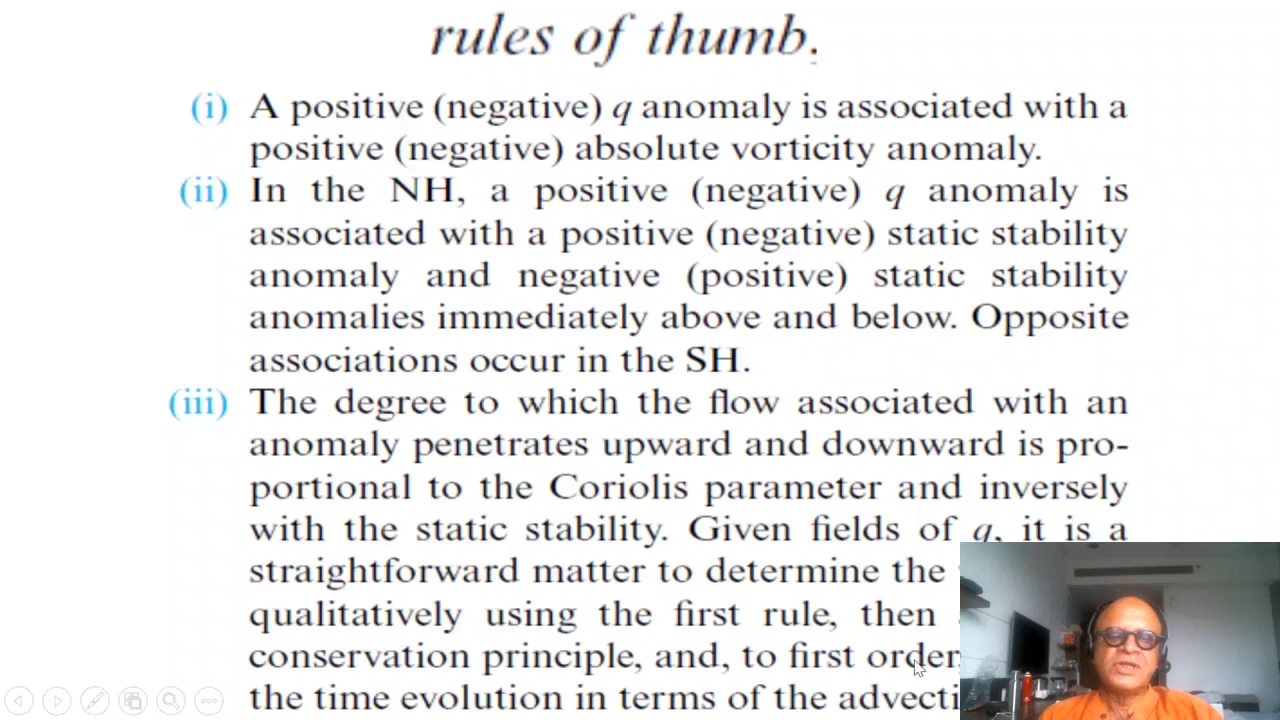 rules of thumb.
(i) A positive (negative) q anomaly is associated with a
positive (negative) absolute vorticity anomaly.
(ii) In the NH, a positive (negative) q anomaly is
associated with a positive (negative) static stability
anomaly and negative (positive) static stability
anomalies immediately above and below. Opposite
associations occur in the SH.
(iii) The degree to which the flow associated with an
anomaly penetrates upward and downward is pro-
portional to the Coriolis parameter and inversely
with the static stability. Given fields of q, it is a
straightforward matter to determine the
qualitatively using the first rule, then
conservation principle, and, to first order
the time evolution in terms of the advecti